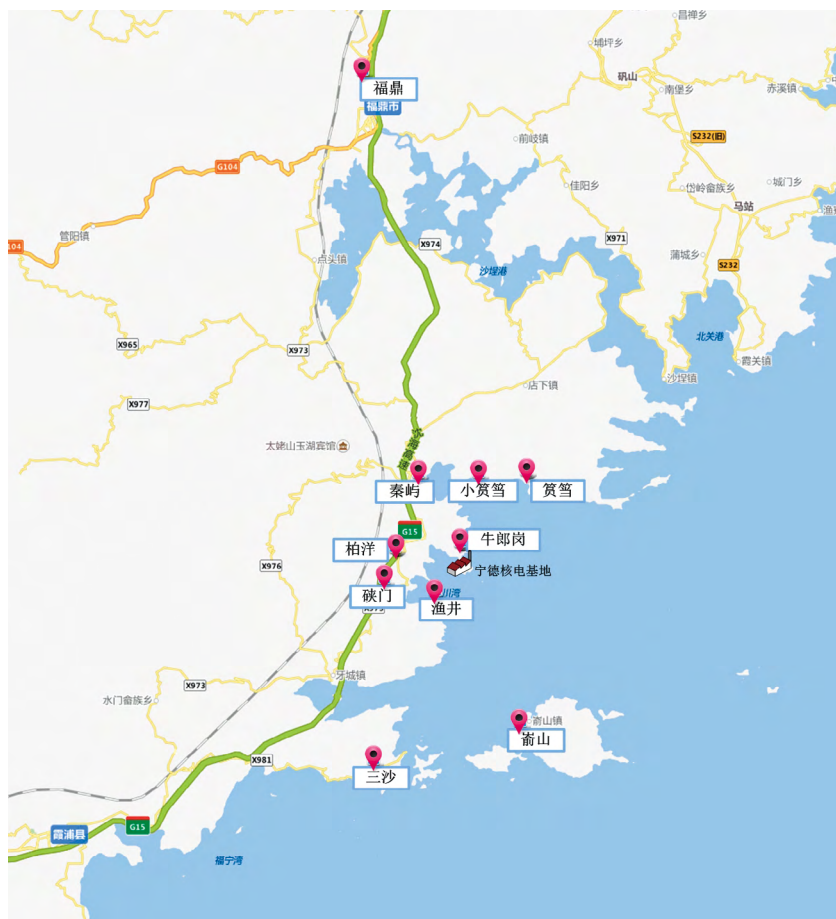 昌禅乡
埔坪乡
矾山
南堡乡
赤溪镇
福鼎
福鼎市
S232(旧)
前岐镇
G104
佳阳乡
岱岭畲族乡
城门乡
马站
管阳镇
104
X974
X971
点头镇
沙埕港
蒲城乡
S232
X965
X973
北关港
霞关镇
沙埕镇
店下镇
X977
太姥山玉湖宾馆
沈海高速
秦屿
小筼筜
筼筜
G15
柏洋
牛郎岗
X976
宁德核电基地
硖门
川湾
渔井
牙城镇
X973
水门畲族乡
嵛山镇
嵛山
X981
三沙
G15
霞浦县
福宁湾